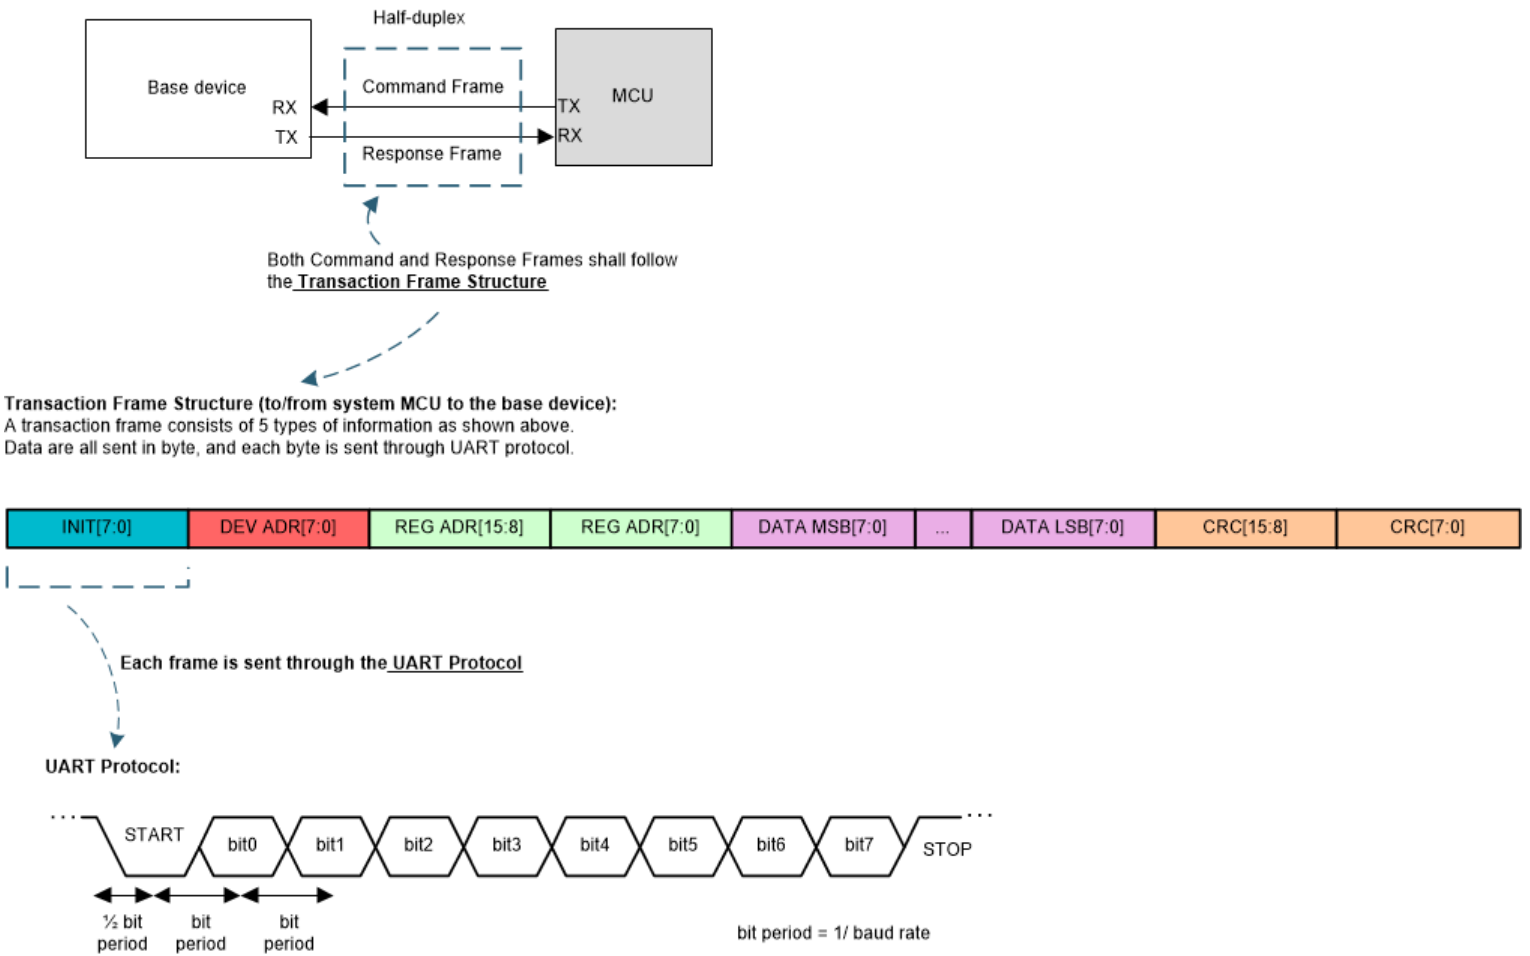 Half-duplex
Base device
RX
TX
Command Frame
Response Frame
TX
RX
MCU
Both Command and Response Frames shall follow
the Transaction Frame Structure
Transaction Frame Structure (to/from system MCU to the base device):
A transaction frame consists of 5 types of information as shown above.
Data are all sent in byte, and each byte is sent through UART protocol.
INIT[7:0] DEV ADR[7:0] REG ADR[15:8] REG ADR[7:0] DATA MSB[7:0] ... DATA LSB[7:0] CRC[15:8] CRC[7:0]
Each frame is sent through the UART Protocol
UART Protocol:
... START bit0 bit1 bit2 bit3 bit4 bit5 bit6 bit7 STOP ...
½ bit
period
bit
period
bit
period
bit period = 1/ baud rate